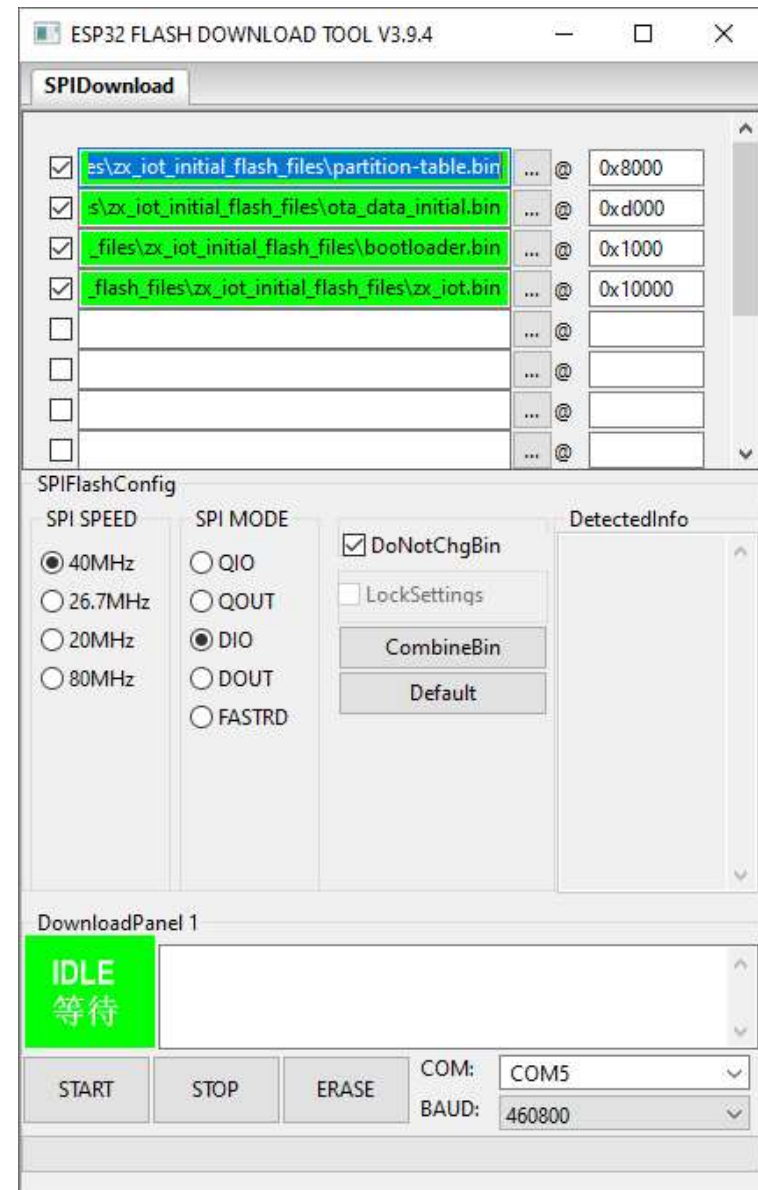 ESP32 FLASH DOWNLOAD TOOL V3.9.4
SPIDownload
es\zx_iot_initial_flash_files\partition-table.bin ... @ 0x8000
s\zx_iot_initial_flash_files\ota_data_initial.bin ... @ 0xd000
_files\zx_iot_initial_flash_files\bootloader.bin ... @ 0x1000
_flash_files\zx_iot_initial_flash_files\zx_iot.bin ... @ 0x10000
... @
... @
... @
... @
SPIFlashConfig
SPI SPEED
40MHz
26.7MHz
20MHz
80MHz
SPI MODE
QIO
QOUT
DIO
DOUT
FASTRD
DoNotChgBin
LockSettings
CombineBin
Default
DetectedInfo
DownloadPanel 1
IDLE
等待
START
STOP
ERASE
COM: COM5
BAUD: 460800